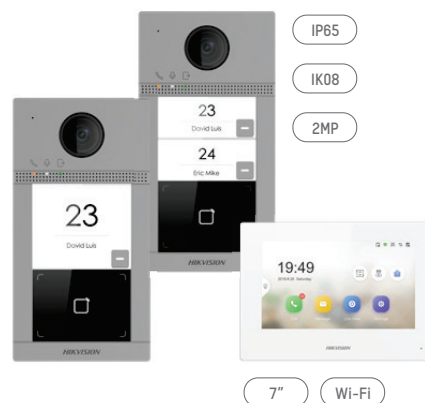 IP65
IK08
2MP
23
David Luis
24
Eric Mike
HIKVISION
23
David Luis
HIKVISION
19:49
HIKVISION
7"
Wi-Fi